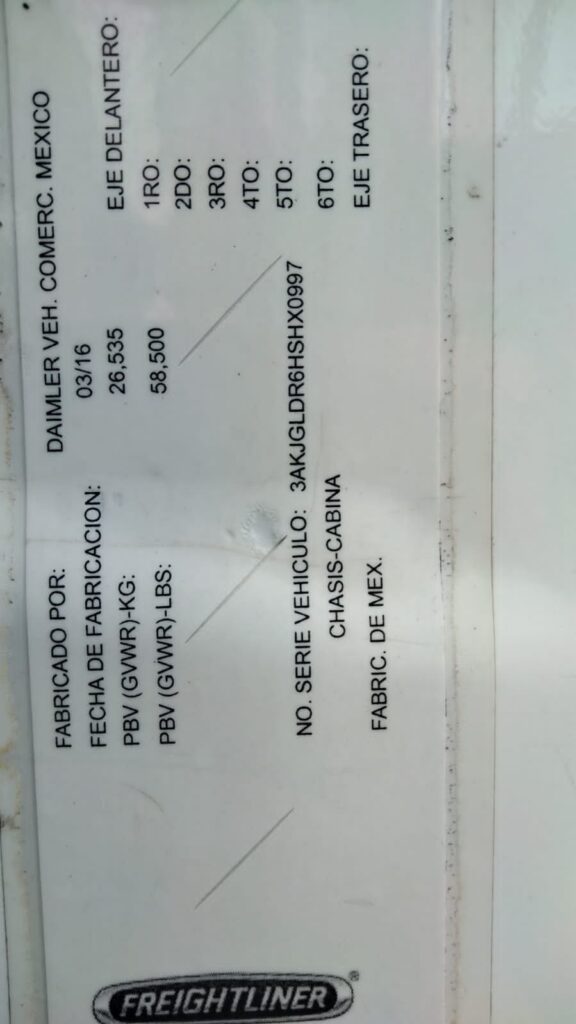 FREIGHTLINER®
FABRICADO POR: DAIMLER VEH. COMERC. MEXICO
FECHA DE FABRICACION: 03/16
PBV (GVWR)-KG: 26,535 EJE DELANTERO:
PBV (GVWR)-LBS: 58,500 1RO:
2DO:
3RO:
4TO:
5TO:
NO. SERIE VEHICULO: 3AKJGLDR6HSHX0997
6TO:
CHASIS-CABINA
EJE TRASERO:
FABRIC. DE MEX.